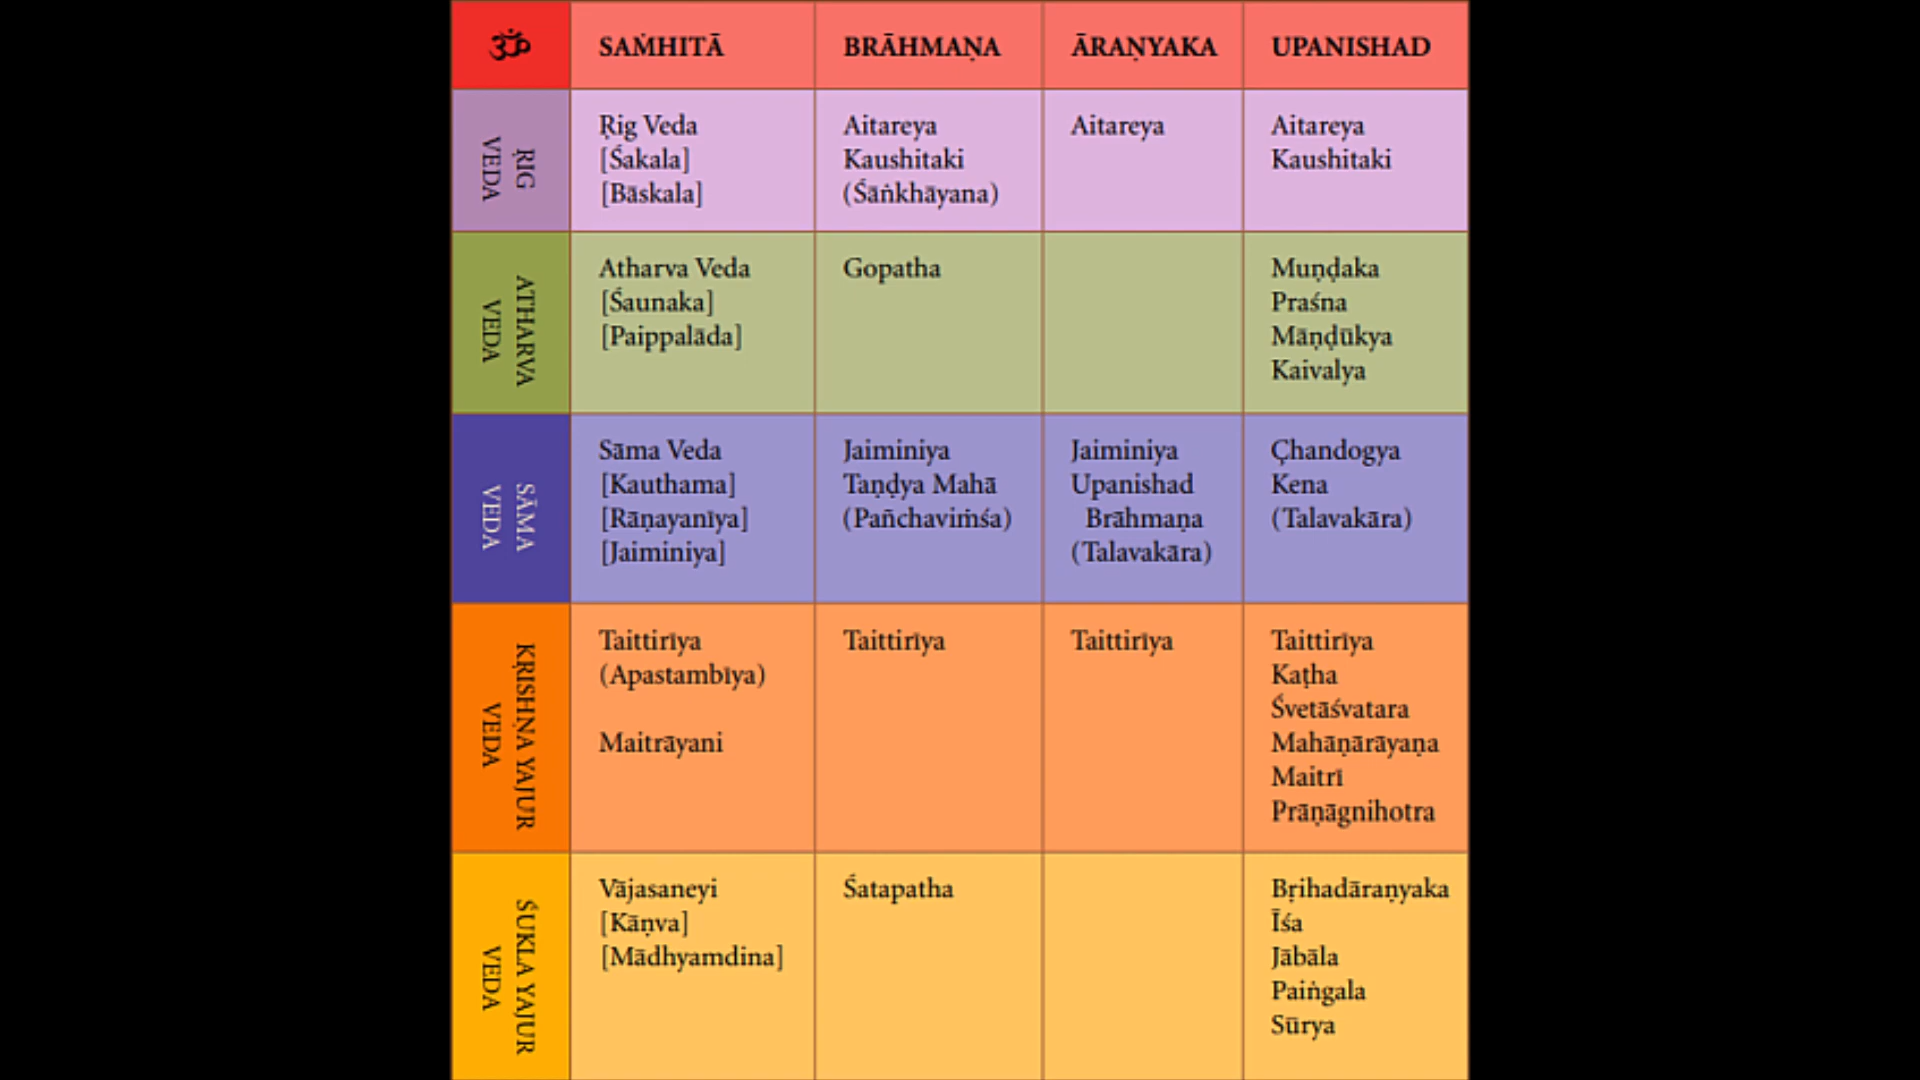 ॐ
SAṀHITĀ
BRĀHMAṆA
ĀRAṆYAKA
UPANISHAD
ṚIG
VEDA
Ṛig Veda
[Śakala]
[Bāskala]
Aitareya
Kaushitaki
(Śāṅkhāyana)
Aitareya
Aitareya
Kaushitaki
ATHARVA
VEDA
Atharva Veda
[Śaunaka]
[Paippalāda]
Gopatha
Muṇḍaka
Praśna
Māṇḍūkya
Kaivalya
SĀMA
VEDA
Sāma Veda
[Kauthama]
[Rāṇayanīya]
[Jaiminiya]
Jaiminiya
Taṇḍya Mahā
(Pañchaviṁśa)
Jaiminiya
Upanishad
Brāhmaṇa
(Talavakāra)
Çhandogya
Kena
(Talavakāra)
KṚISHṆA YAJUR
VEDA
Taittirīya
(Apastambīya)
Maitrāyani
Taittirīya
Taittirīya
Taittirīya
Kaṭha
Śvetāśvatara
Mahāṇārāyaṇa
Maitrī
Prāṇāgnihotra
ŚUKLA YAJUR
VEDA
Vājasaneyi
[Kāṇva]
[Mādhyamdina]
Śatapatha
Bṛihadāraṇyaka
Īśa
Jābāla
Paiṅgala
Sūrya